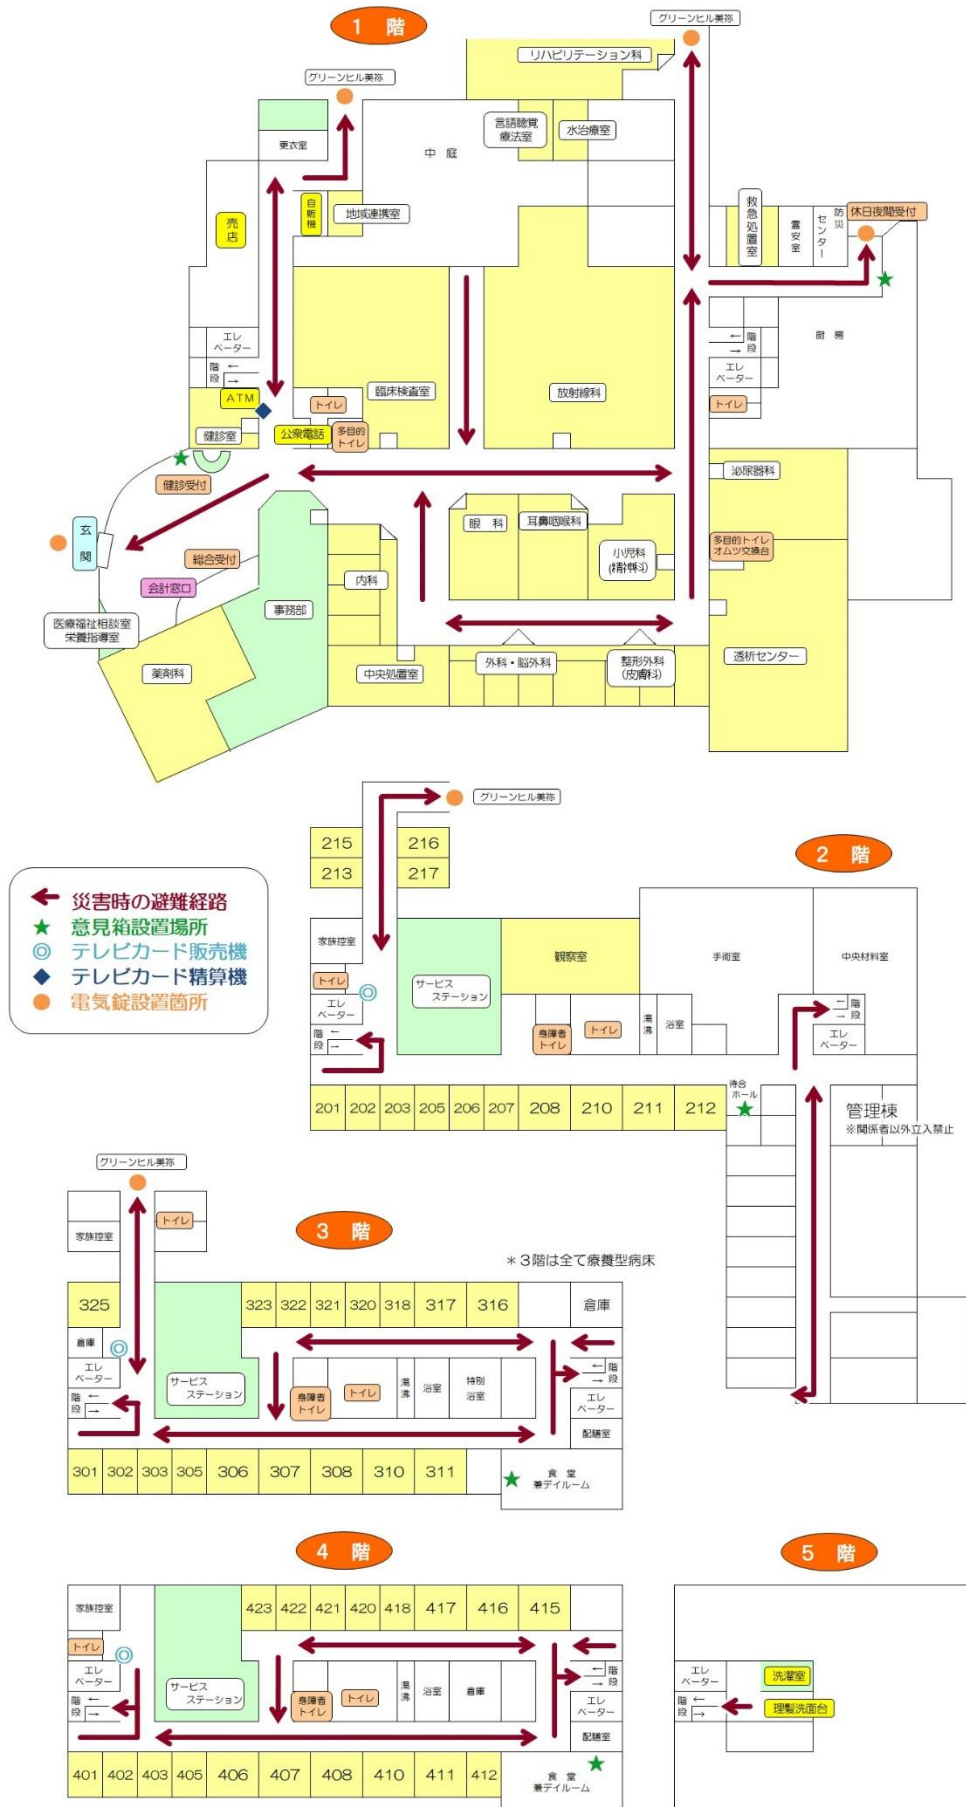 1 階
グリーンヒル美祢
リハビリテーション科
グリーンヒル美祢
言語聴覚
療法室
水治療室
更衣室
中 庭
自販機
地域連携室
売店
救急処置室
霊安室
防災
センター
休日夜間受付
エレ
ベーター
階段
←
→
ATM
健診室
トイレ
公衆電話
多目的
トイレ
臨床検査室
放射線科
階段
←
→
エレ
ベーター
トイレ
厨 房
健診受付
玄関
総合受付
会計窓口
医療福祉相談室
栄養指導室
薬剤科
事務部
内科
中央処置室
眼 科
耳鼻咽喉科
小児科
(精神科)
外科・脳外科
整形外科
(皮膚科)
泌尿器科
多目的トイレ
オムツ交換台
透析センター
災害時の避難経路
★ 意見箱設置場所
◎ テレビカード販売機
◆ テレビカード精算機
● 電気錠設置箇所
2 階
グリーンヒル美祢
215
216
213
217
家族控室
トイレ
エレ
ベーター
階段
←
→
サービス
ステーション
観察室
身障者
トイレ
トイレ
湯沸
浴室
手術室
中央材料室
階段
←
→
エレ
ベーター
201 202 203 205 206 207 208 210 211 212
待合
ホール
管理棟
※関係者以外立入禁止
3 階
グリーンヒル美祢
トイレ
家族控室
＊3階は全て療養型病床
325
323 322 321 320 318 317 316
倉庫
倉庫
エレ
ベーター
階段
←
→
サービス
ステーション
身障者
トイレ
トイレ
湯沸
浴室
特別
浴室
階段
←
→
エレ
ベーター
配膳室
301 302 303 305 306 307 308 310 311
食 堂
兼デイルーム
4 階
家族控室
423 422 421 420 418 417 416 415
トイレ
エレ
ベーター
階段
←
→
サービス
ステーション
身障者
トイレ
トイレ
湯沸
浴室
倉庫
階段
←
→
エレ
ベーター
配膳室
401 402 403 405 406 407 408 410 411 412
食 堂
兼デイルーム
5 階
エレ
ベーター
階段
←
→
洗濯室
理髪洗面台